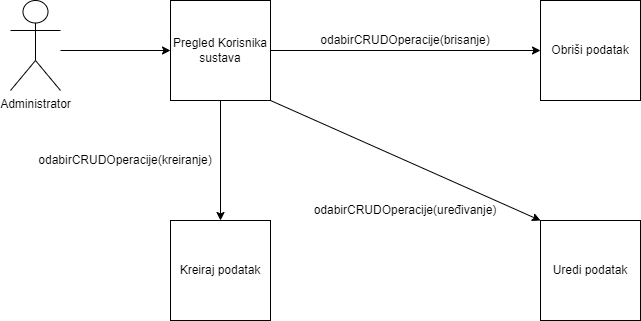 Pregled Korisnika
sustava
odabirCRUDOperacije(brisanje)
Obriši podatak
Administrator
odabirCRUDOperacije(kreiranje)
odabirCRUDOperacije(uređivanje)
Kreiraj podatak
Uredi podatak